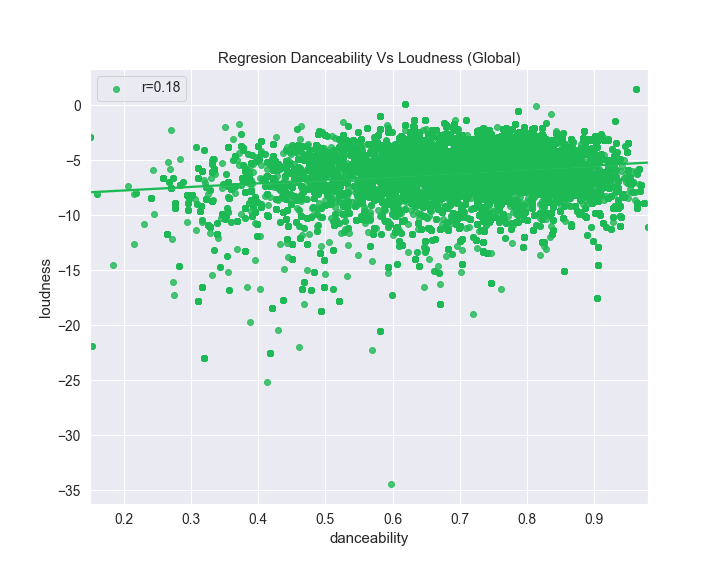 Regresion Danceability Vs Loudness (Global)
r=0.18
0
−5
−10
−15
−20
−25
−30
−35
loudness
0.2 0.3 0.4 0.5 0.6 0.7 0.8 0.9
danceability